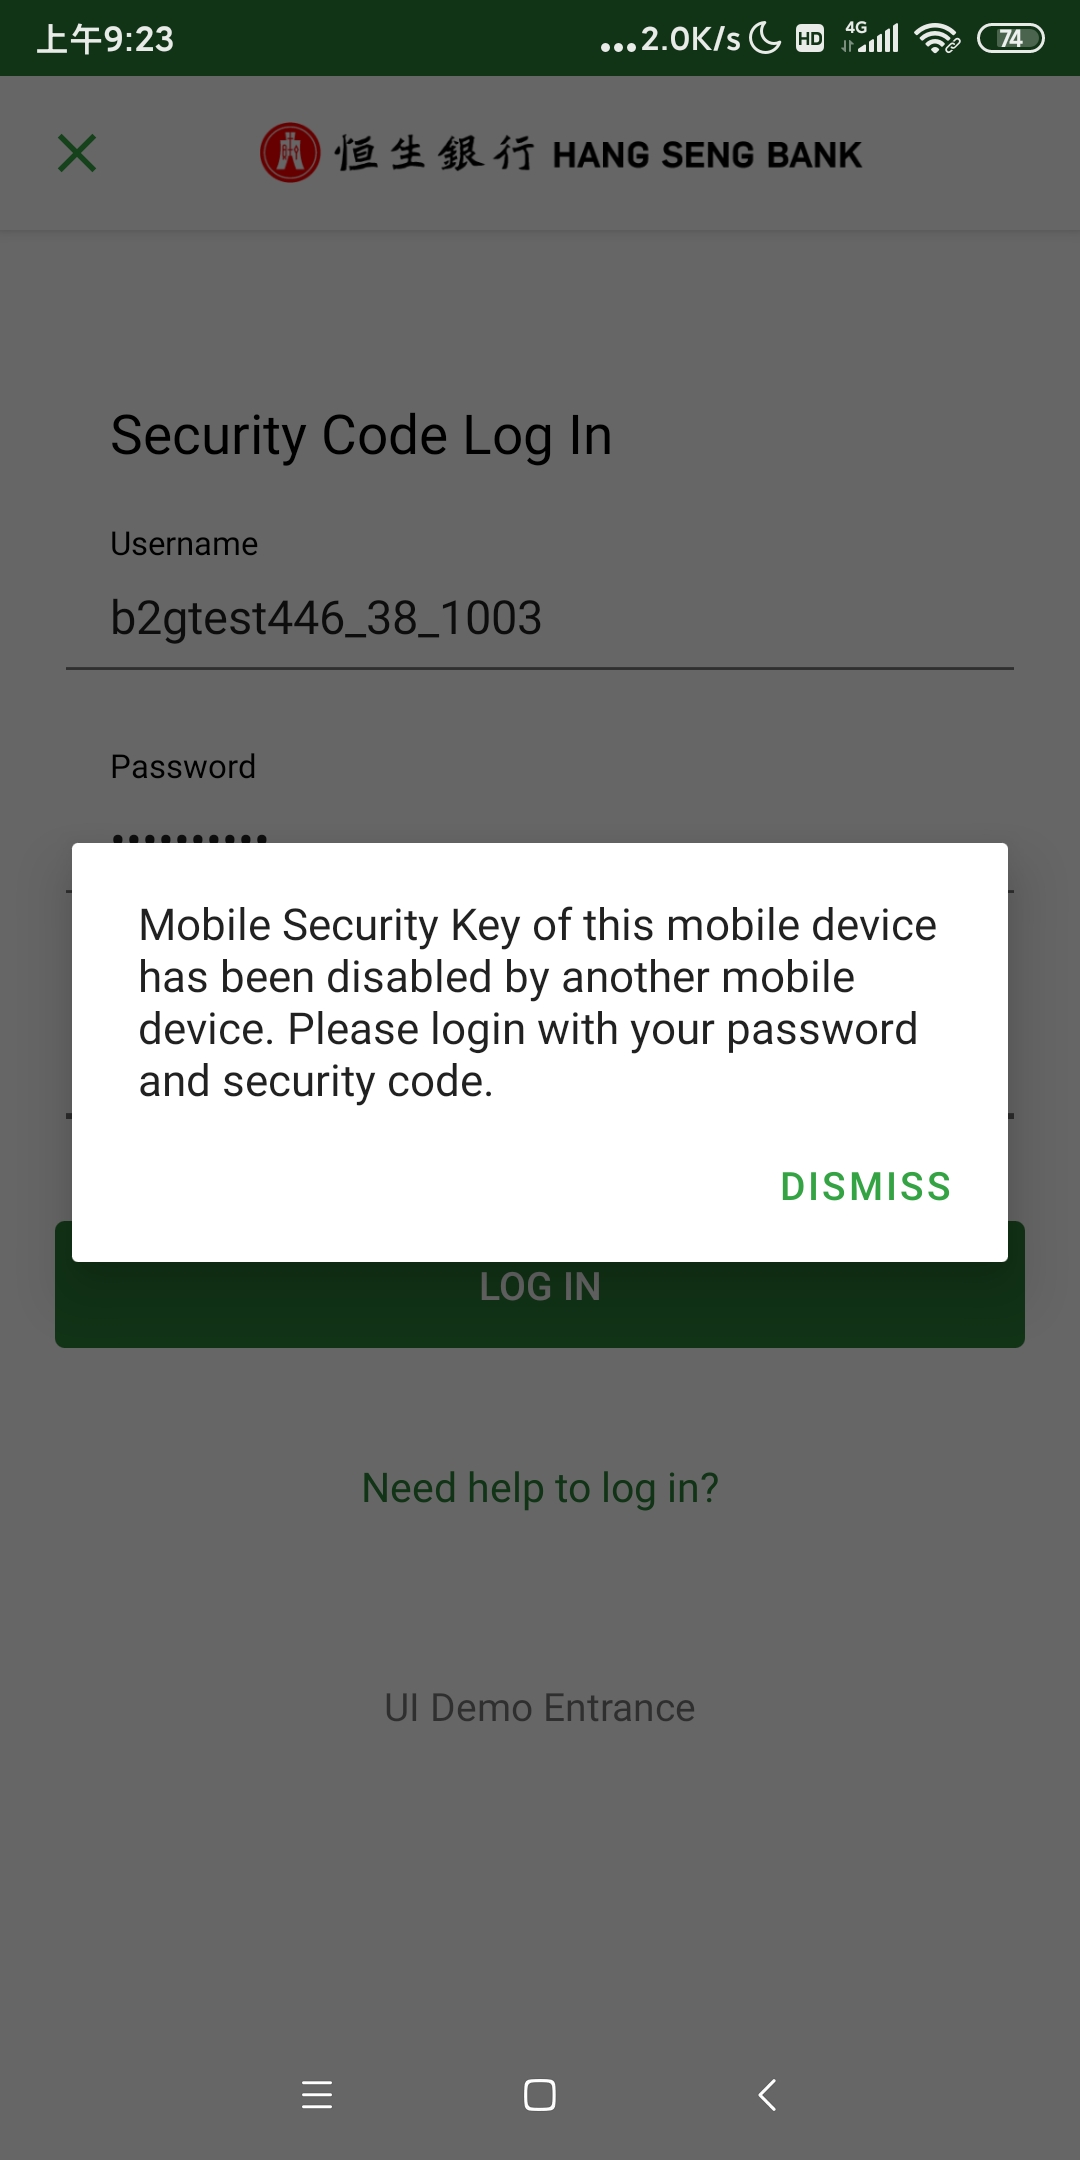 上午9:23
...2.0K/s HD 4G 74
恒生銀行 HANG SENG BANK
Security Code Log In
Username
b2gtest446_38_1003
Password
Mobile Security Key of this mobile device
has been disabled by another mobile
device. Please login with your password
and security code.
DISMISS
LOG IN
Need help to log in?
UI Demo Entrance